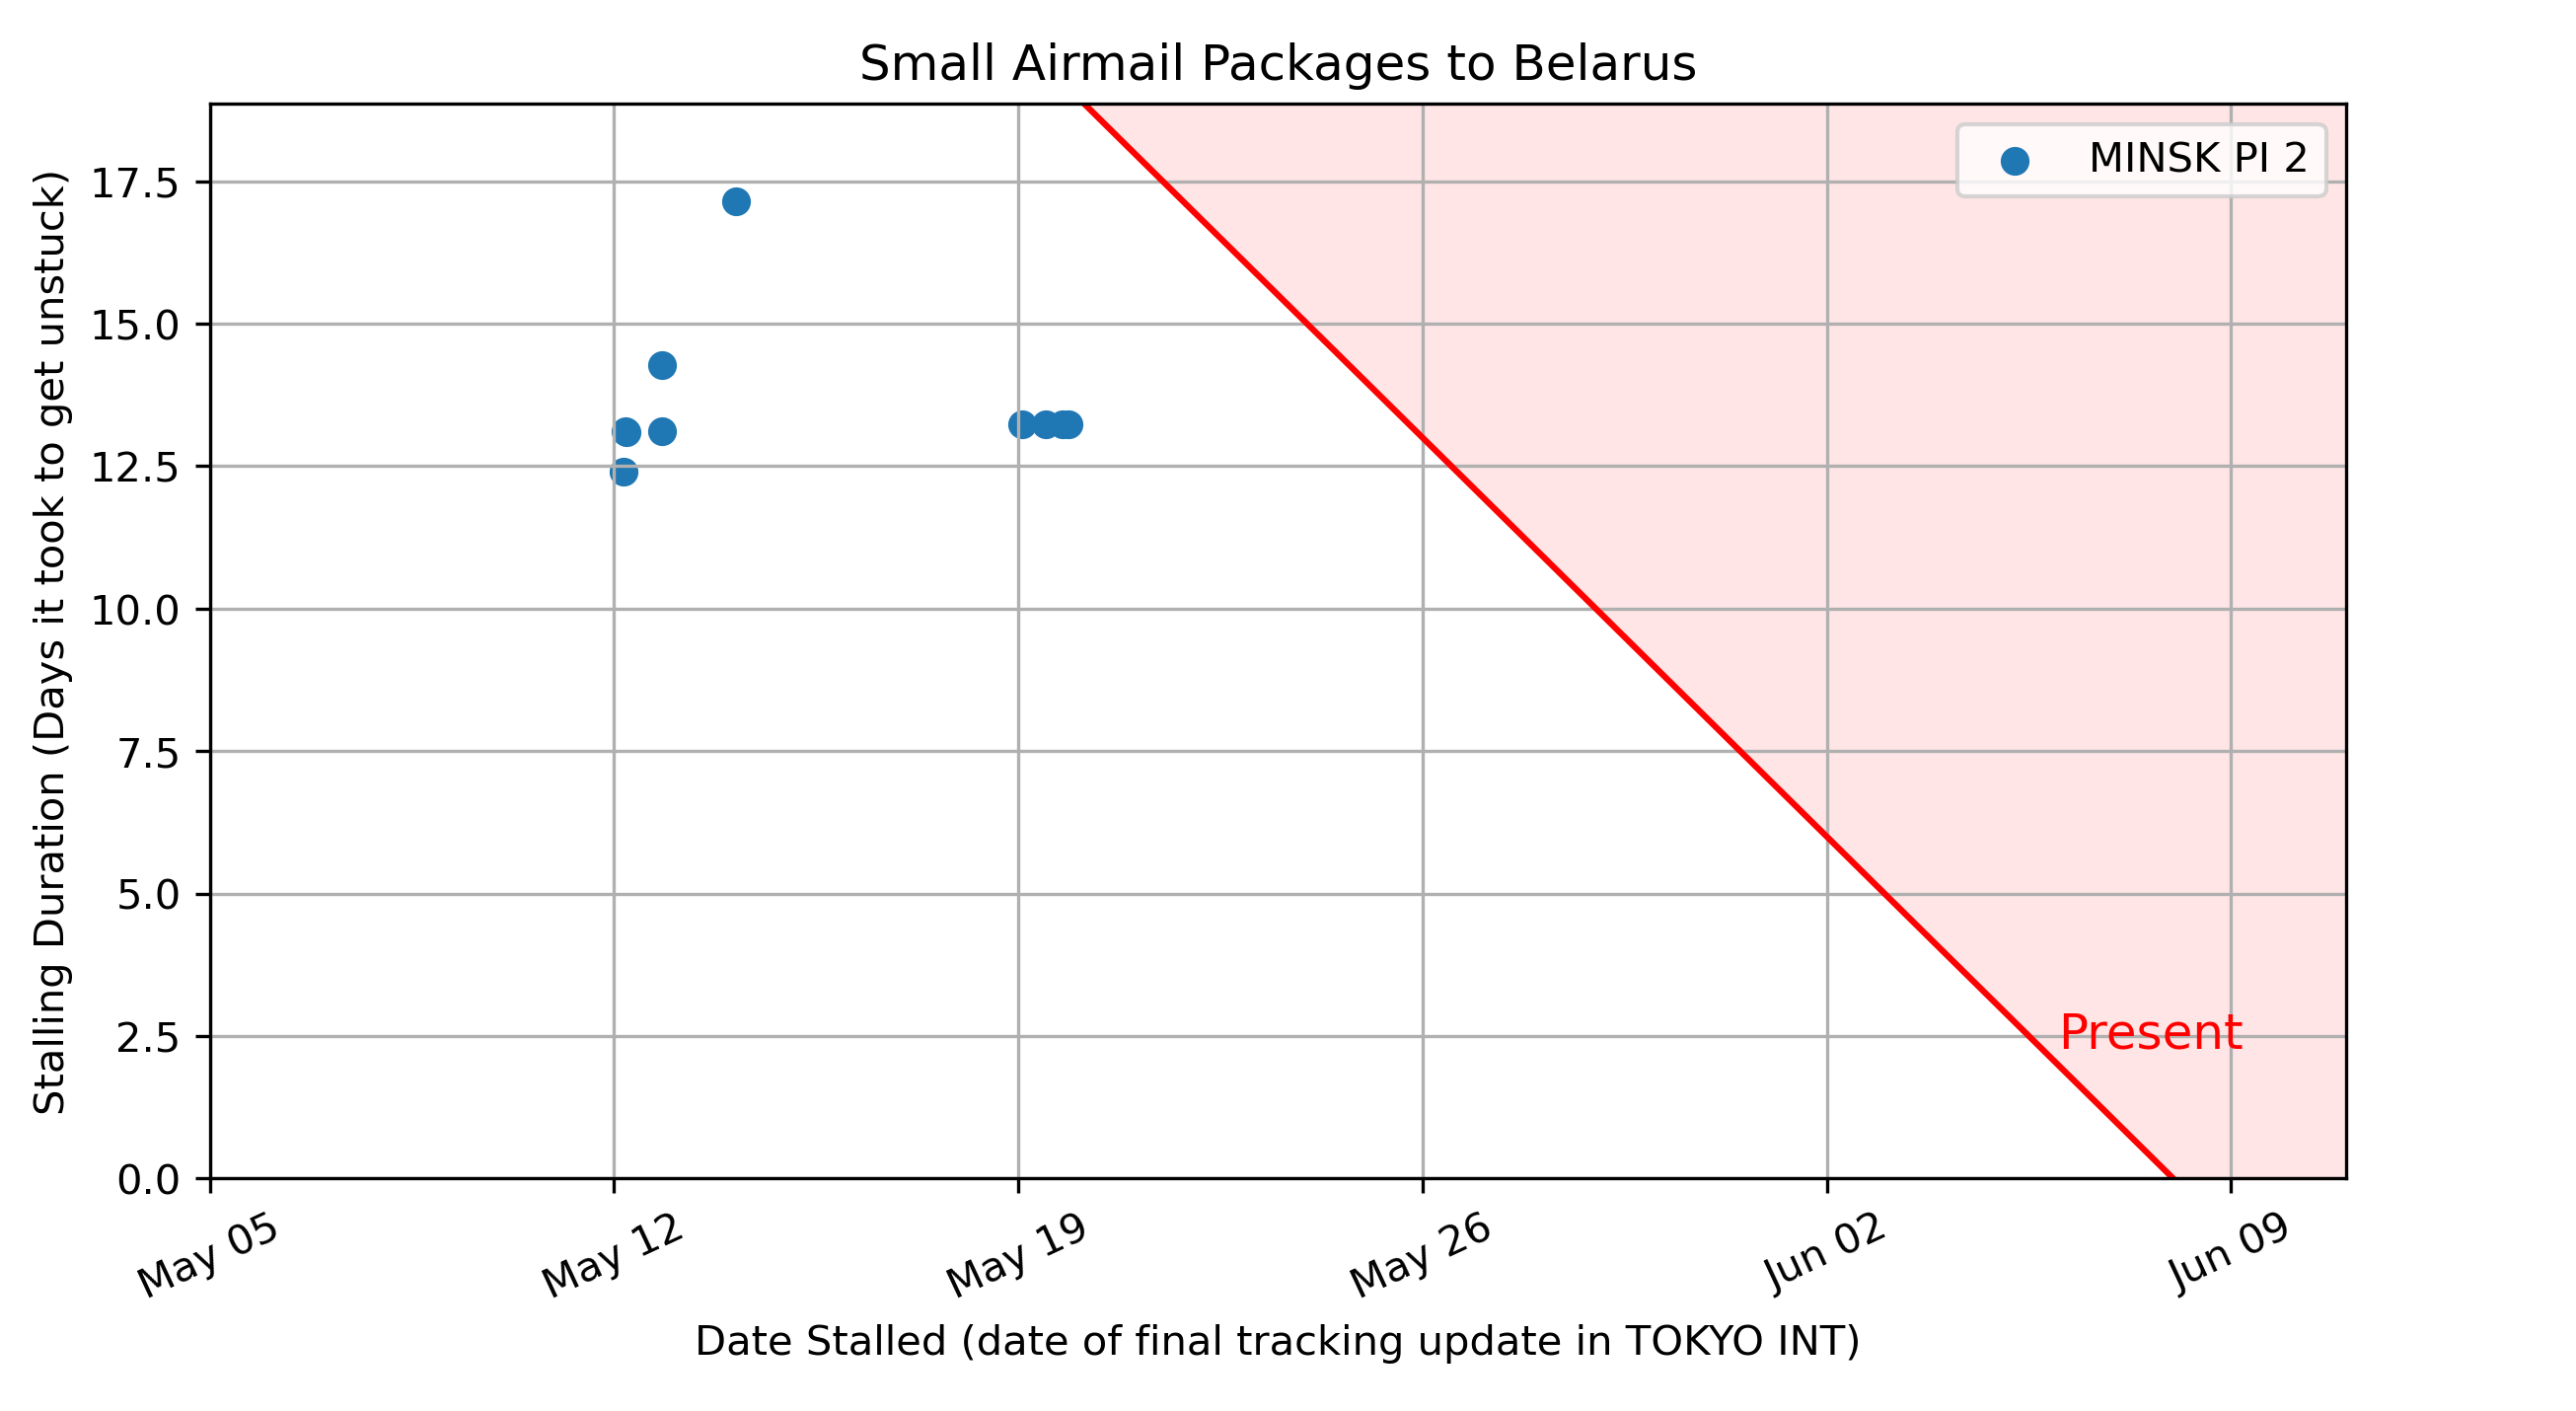 Small Airmail Packages to Belarus
MINSK PI 2
17.5
15.0
12.5
10.0
7.5
5.0
2.5
0.0
Stalling Duration (Days it took to get unstuck)
Present
May 05
May 12
May 19
May 26
Jun 02
Jun 09
Date Stalled (date of final tracking update in TOKYO INT)